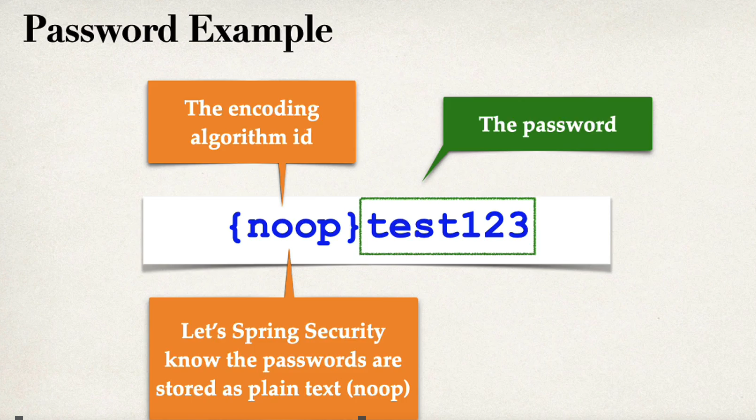 Password Example
The encoding
algorithm id
The password
{noop}test123
Let's Spring Security
know the passwords are
stored as plain text (noop)